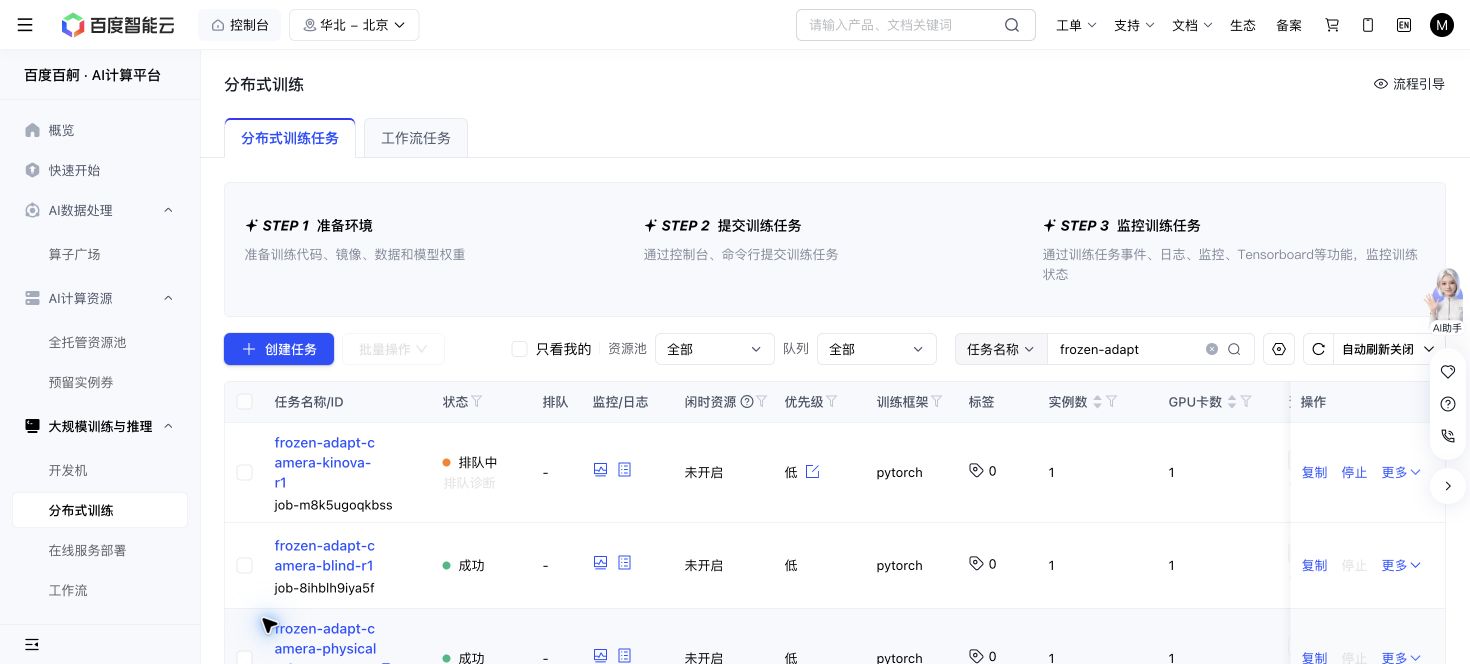 百度智能云
控制台
华北 – 北京
请输入产品、文档关键词
工单
支持
文档
生态
备案
EN
M
百度百舸 · AI计算平台
概览
快速开始
AI数据处理
算子广场
AI计算资源
全托管资源池
预留实例券
大规模训练与推理
开发机
分布式训练
在线服务部署
工作流
分布式训练
流程引导
分布式训练任务
工作流任务
STEP 1 准备环境
准备训练代码、镜像、数据和模型权重
STEP 2 提交训练任务
通过控制台、命令行提交训练任务
STEP 3 监控训练任务
通过训练任务事件、日志、监控、Tensorboard等功能，监控训练
状态
AI助手
创建任务
批量操作
只看我的
资源池
全部
队列
全部
任务名称
frozen-adapt
自动刷新关闭
任务名称/ID
状态
排队
监控/日志
闲时资源
优先级
训练框架
标签
实例数
GPU卡数
操作
frozen-adapt-c
amera-kinova-
r1
job-m8k5ugoqkbss
排队中
排队诊断
-
未开启
低
pytorch
0
1
1
复制 停止 更多
frozen-adapt-c
amera-blind-r1
job-8ihblh9iya5f
成功
-
未开启
低
pytorch
0
1
1
复制 停止 更多
frozen-adapt-c
amera-physical
成功
-
未开启
低
pytorch
0
1
1
复制 停止 更多